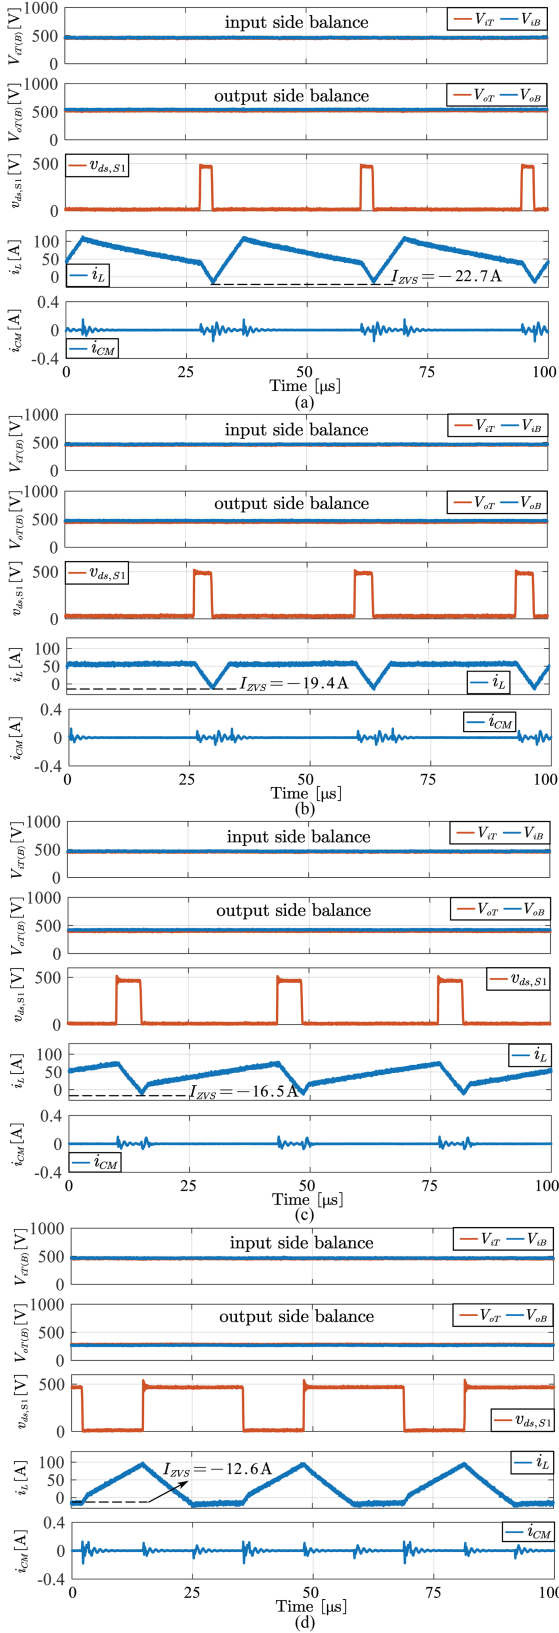 1000
500
0
V_{iT(B)} [V]
input side balance
V_{iT} V_{iB}
1000
500
0
V_{oT(B)} [V]
output side balance
V_{oT} V_{oB}
500
0
v_{ds,S1} [V]
v_{ds,S1}
100
50
0
i_L [A]
i_L
I_{ZVS} = −22.7 A
0.4
0
-0.4
i_{CM} [A]
i_{CM}
0 25 50 75 100
Time [μs]
(a)
1000
500
0
V_{iT(B)} [V]
input side balance
V_{iT} V_{iB}
1000
500
0
V_{oT(B)} [V]
output side balance
V_{oT} V_{oB}
500
0
v_{ds,S1} [V]
v_{ds,S1}
100
50
0
i_L [A]
I_{ZVS} = −19.4 A
i_L
0.4
0
-0.4
i_{CM} [A]
i_{CM}
0 25 50 75 100
Time [μs]
(b)
1000
500
0
V_{iT(B)} [V]
input side balance
V_{iT} V_{iB}
1000
500
0
V_{oT(B)} [V]
output side balance
V_{oT} V_{oB}
500
0
v_{ds,S1} [V]
v_{ds,S1}
100
50
0
i_L [A]
i_L
I_{ZVS} = −16.5 A
0.4
0
-0.4
i_{CM} [A]
i_{CM}
0 25 50 75 100
Time [μs]
(c)
1000
500
0
V_{iT(B)} [V]
input side balance
V_{iT} V_{iB}
1000
500
0
V_{oT(B)} [V]
output side balance
V_{oT} V_{oB}
500
0
v_{ds,S1} [V]
v_{ds,S1}
100
50
0
i_L [A]
I_{ZVS} = −12.6 A
i_L
0.4
0
-0.4
i_{CM} [A]
i_{CM}
0 25 50 75 100
Time [μs]
(d)